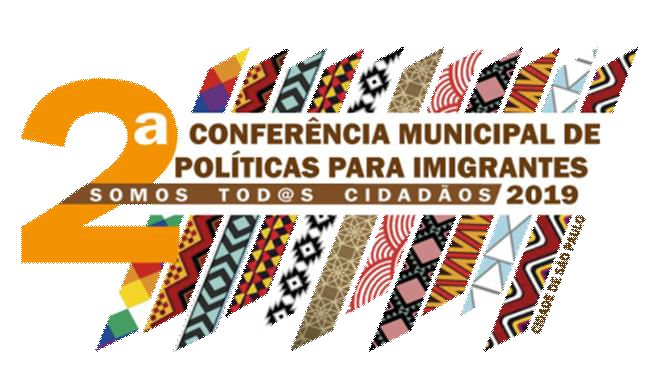 2ª CONFERÊNCIA MUNICIPAL DE
POLÍTICAS PARA IMIGRANTES
SOMOS TOD@S CIDADÃOS 2019
CIDADE DE SÃO PAULO